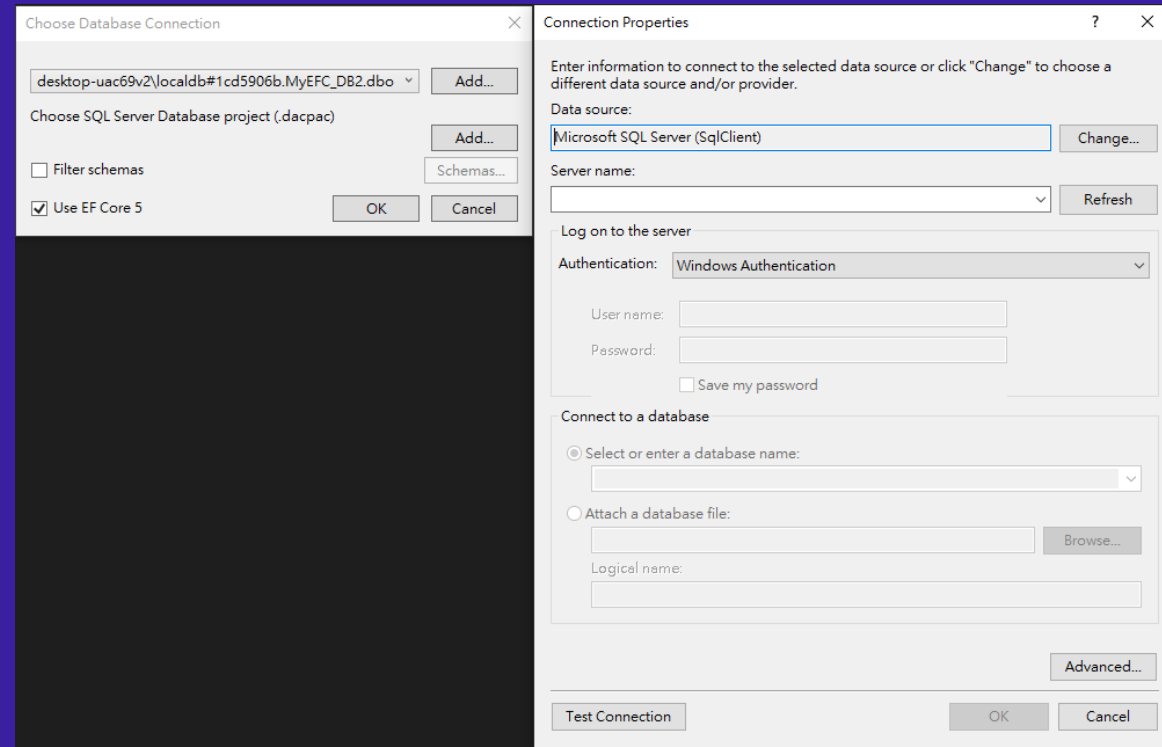 Choose Database Connection
desktop-uac69v2\localdb#1cd5906b.MyEFC_DB2.dbo
Add...
Choose SQL Server Database project (.dacpac)
Add...
Filter schemas
Schemas...
Use EF Core 5
OK
Cancel
Connection Properties
?
Enter information to connect to the selected data source or click "Change" to choose a
different data source and/or provider.
Data source:
Microsoft SQL Server (SqlClient)
Change...
Server name:
Refresh
Log on to the server
Authentication:
Windows Authentication
User name:
Password:
Save my password
Connect to a database
Select or enter a database name:
Attach a database file:
Browse...
Logical name:
Advanced...
Test Connection
OK
Cancel